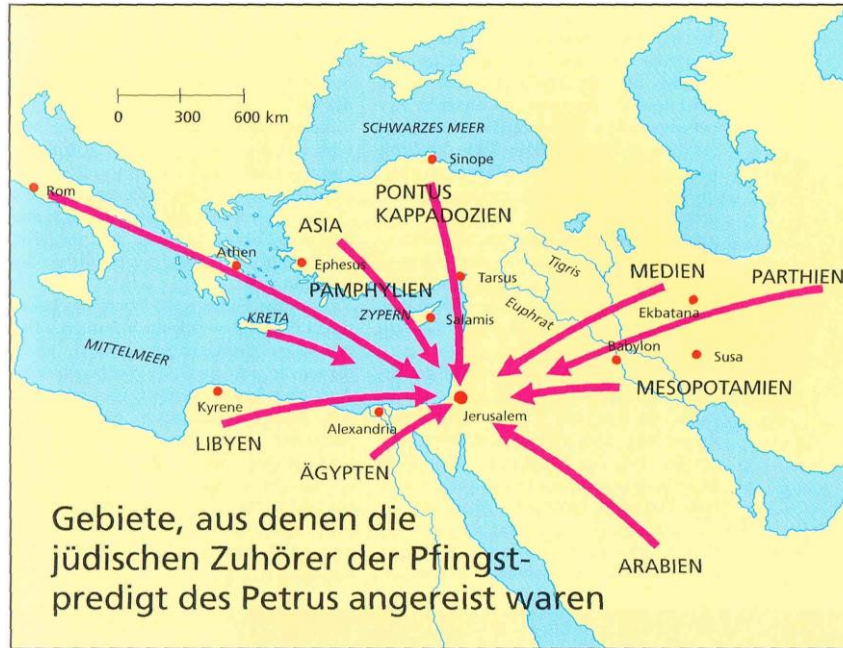 0 300 600 km
SCHWARZES MEER
Sinope
Rom
PONTUS
KAPPADOZIEN
ASIA
Athen
Ephesus
Tarsus
Tigris
MEDIEN
PARTHIEN
PAMPHYLIEN
Euphrat
Ekbatana
KRETA
ZYPERN
Salamis
MITTELMEER
Babylon
Susa
MESOPOTAMIEN
Kyrene
Alexandria
Jerusalem
LIBYEN
ÄGYPTEN
ARABIEN
Gebiete, aus denen die
jüdischen Zuhörer der Pfingst-
predigt des Petrus angereist waren